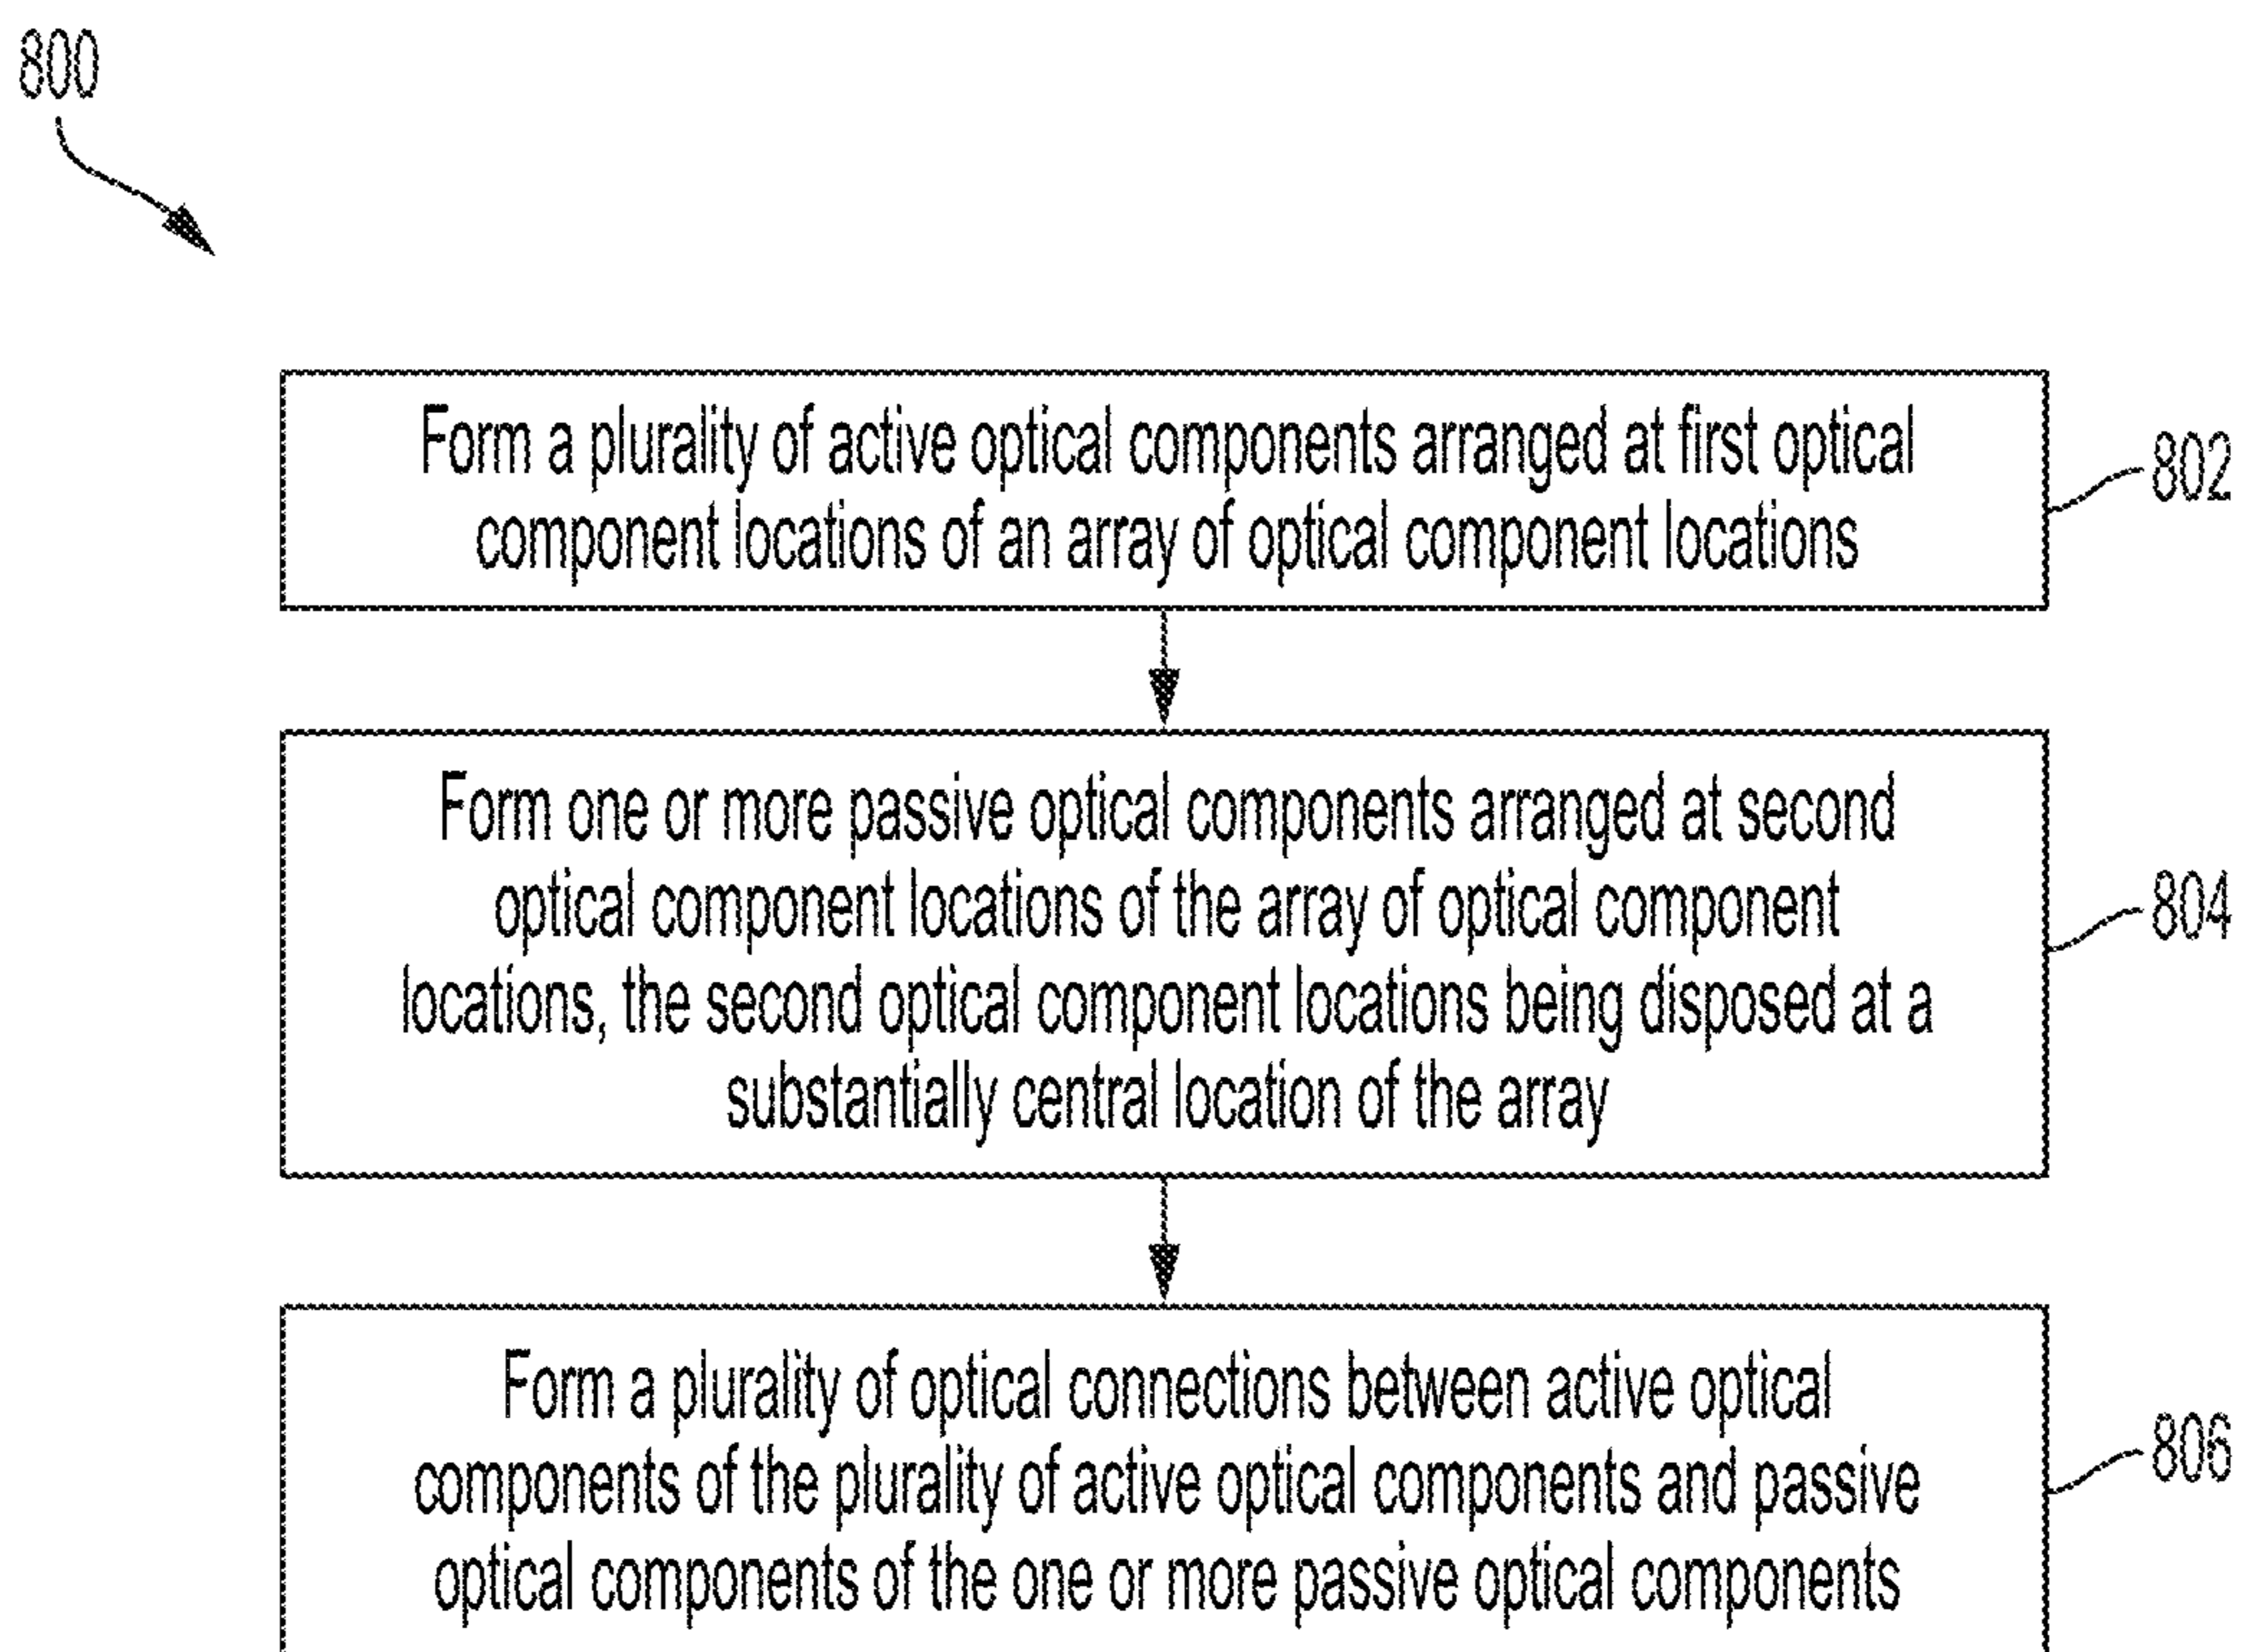 800
Form a plurality of active optical components arranged at first optical
component locations of an array of optical component locations
802
Form one or more passive optical components arranged at second
optical component locations of the array of optical component
locations, the second optical component locations being disposed at a
substantially central location of the array
804
Form a plurality of optical connections between active optical
components of the plurality of active optical components and passive
optical components of the one or more passive optical components
806